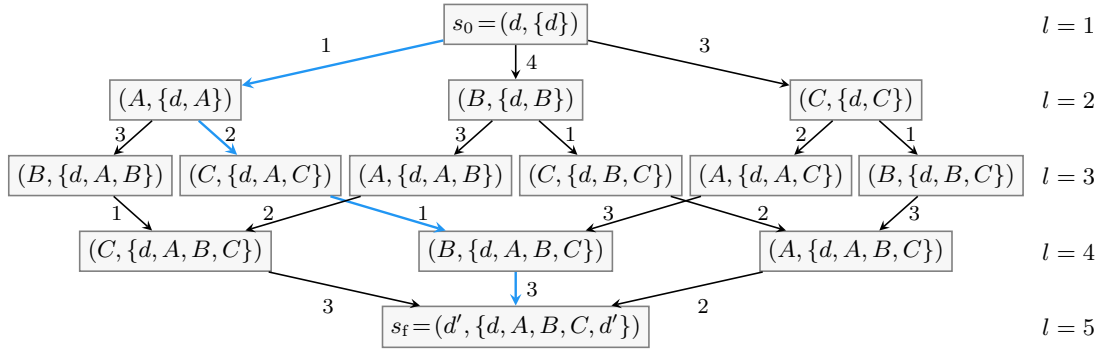 s₀ = (d, {d}) l = 1
1 4 3
(A, {d, A}) (B, {d, B}) (C, {d, C}) l = 2
3 2 3 1 2 1
(B, {d, A, B}) (C, {d, A, C}) (A, {d, A, B}) (C, {d, B, C}) (A, {d, A, C}) (B, {d, B, C}) l = 3
1 2 1 3 2 3
(C, {d, A, B, C}) (B, {d, A, B, C}) (A, {d, A, B, C}) l = 4
3 3 2
s_f = (d′, {d, A, B, C, d′}) l = 5